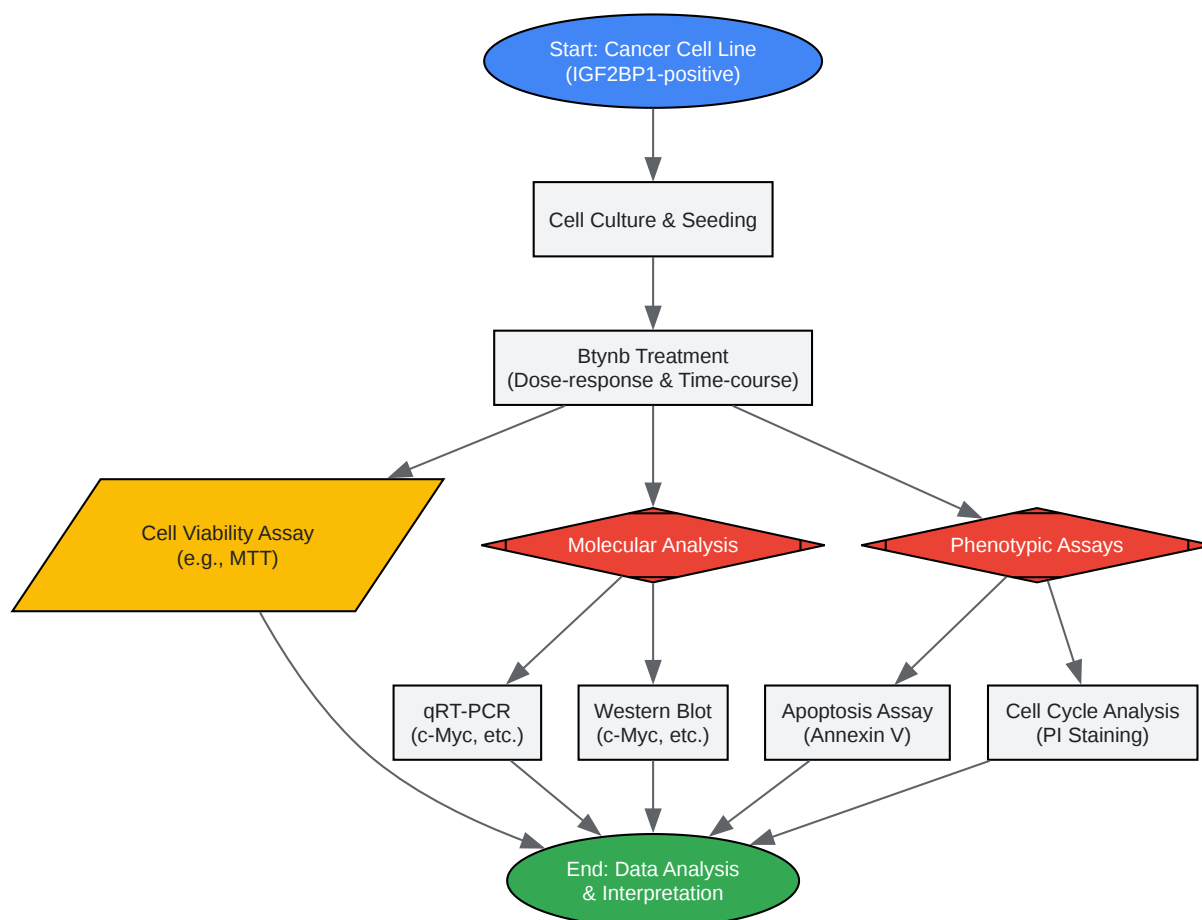 Start: Cancer Cell Line
(IGF2BP1-positive)
Cell Culture & Seeding
Btynb Treatment
(Dose-response & Time-course)
Cell Viability Assay
(e.g., MTT)
Molecular Analysis
Phenotypic Assays
qRT-PCR
(c-Myc, etc.)
Western Blot
(c-Myc, etc.)
Apoptosis Assay
(Annexin V)
Cell Cycle Analysis
(PI Staining)
End: Data Analysis
& Interpretation